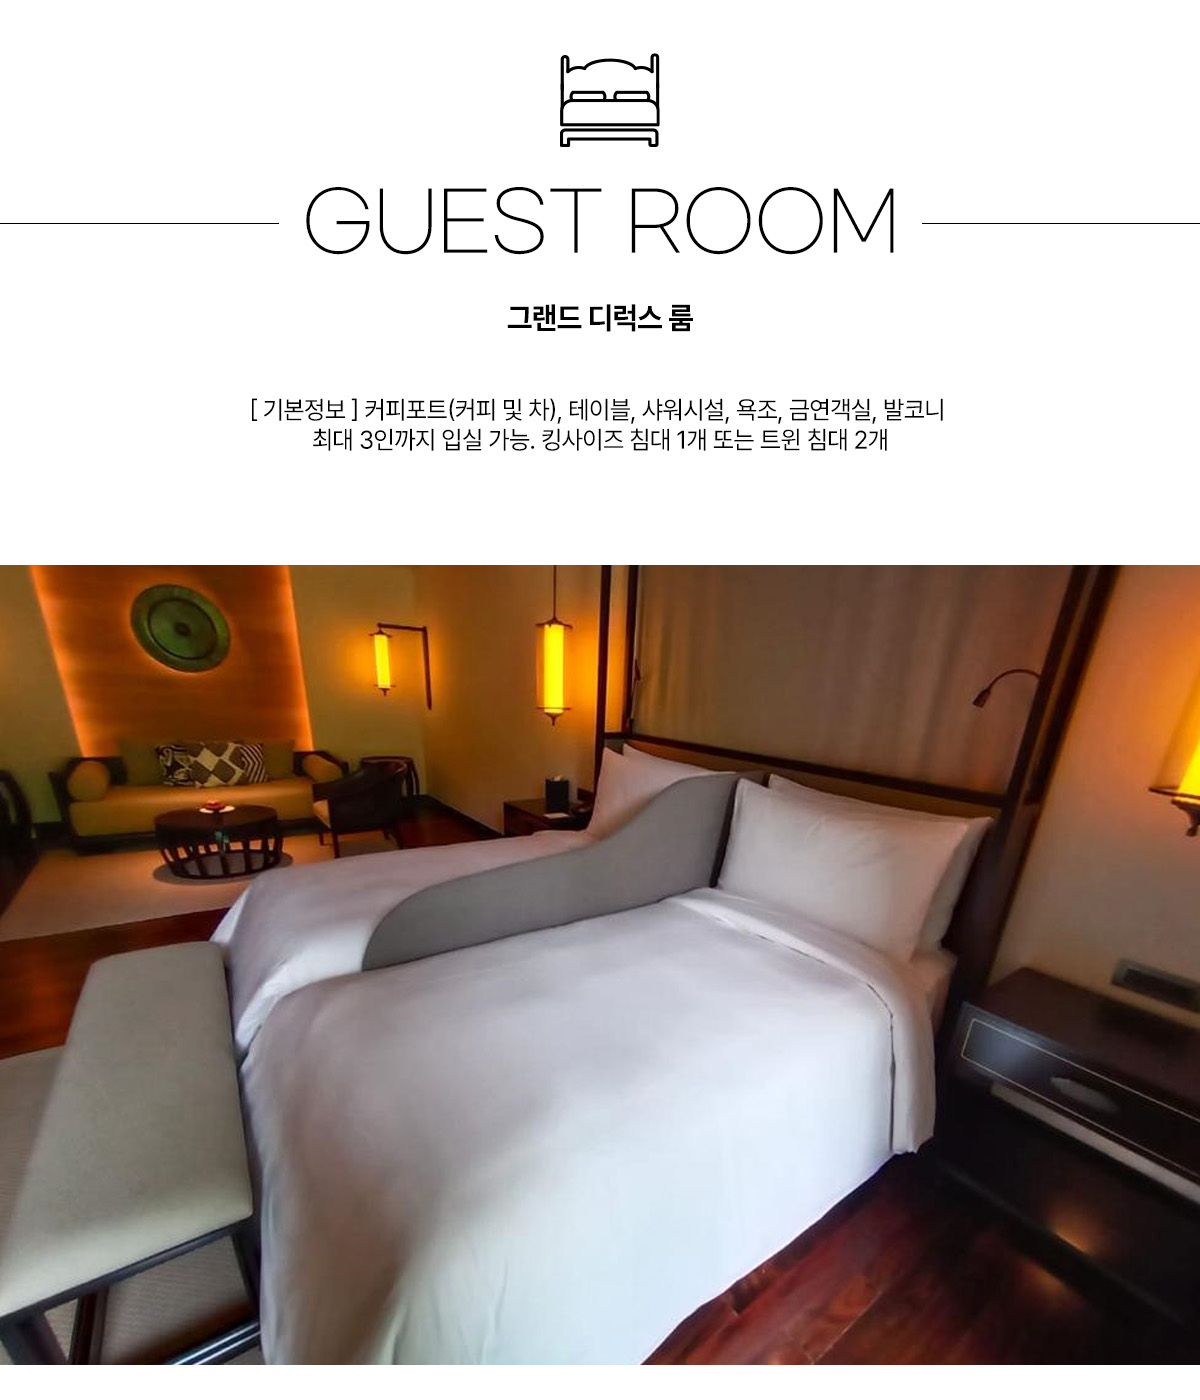 GUEST ROOM
그랜드 디럭스 룸
[ 기본정보 ] 커피포트(커피 및 차), 테이블, 샤워시설, 욕조, 금연객실, 발코니
최대 3인까지 입실 가능. 킹사이즈 침대 1개 또는 트윈 침대 2개